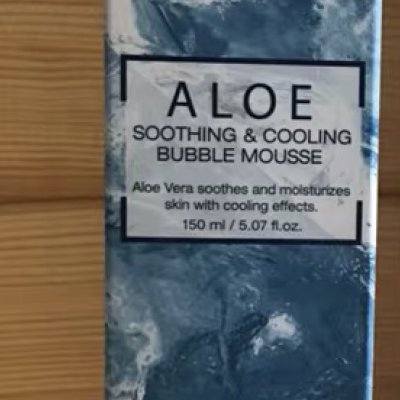 ALOE
SOOTHING & COOLING
BUBBLE MOUSSE
Aloe Vera soothes and moisturizes
skin with cooling effects.
150 ml / 5.07 fl.oz.